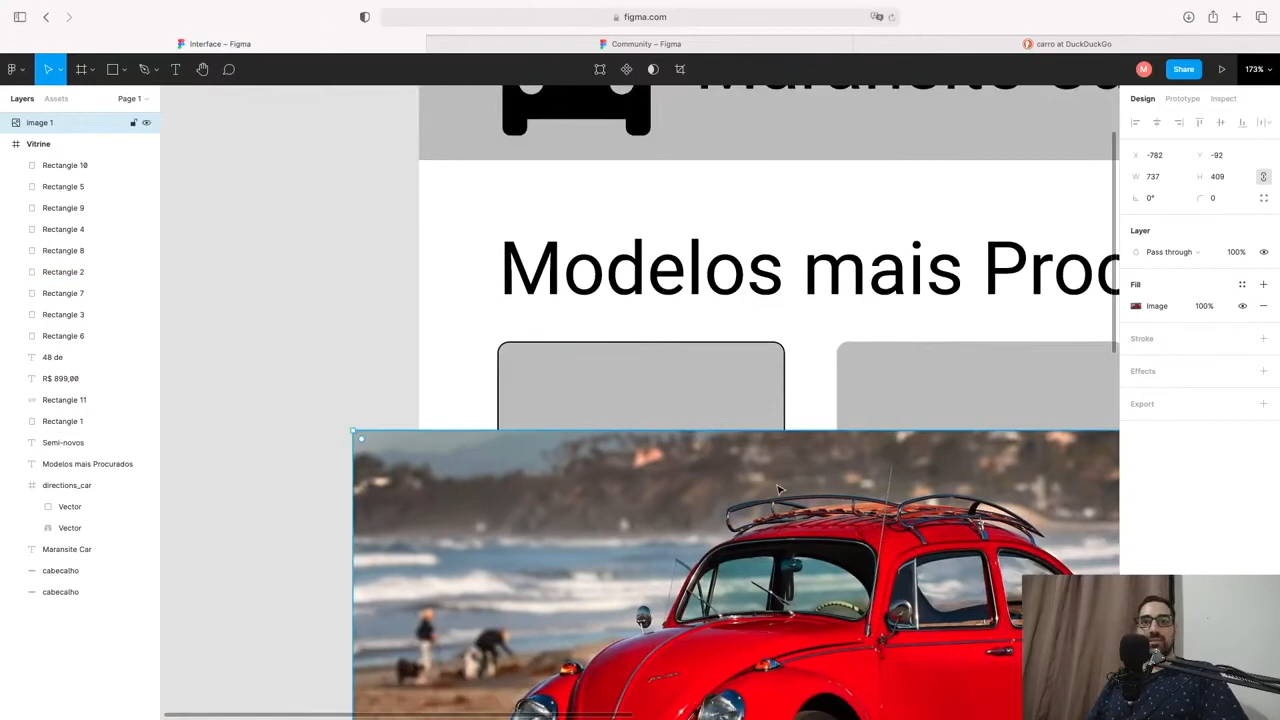 figma.com
Interface – Figma
Community – Figma
carro at DuckDuckGo
Share
173%
M
Layers
Assets
Page 1
Design
Prototype
Inspect
image 1
Vitrine
Rectangle 10
Rectangle 5
Rectangle 9
Rectangle 4
Rectangle 8
Rectangle 2
Rectangle 7
Rectangle 3
Rectangle 6
48 de
R$ 899,00
Rectangle 11
Rectangle 1
Semi-novos
Modelos mais Procurados
directions_car
Vector
Vector
Maransite Car
cabecalho
cabecalho
Modelos mais Proc
X -782
Y -92
W 737
H 409
0°
0
Layer
Pass through
100%
Fill
Image
100%
Stroke
Effects
Export